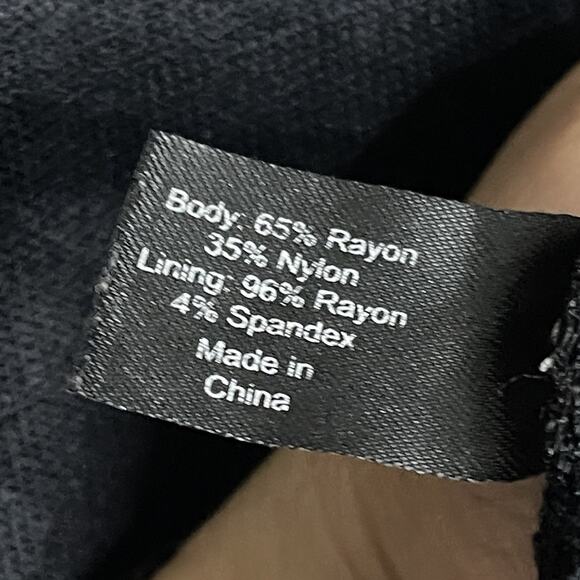 Body: 65% Rayon
35% Nylon
Lining: 96% Rayon
4% Spandex
Made in
China